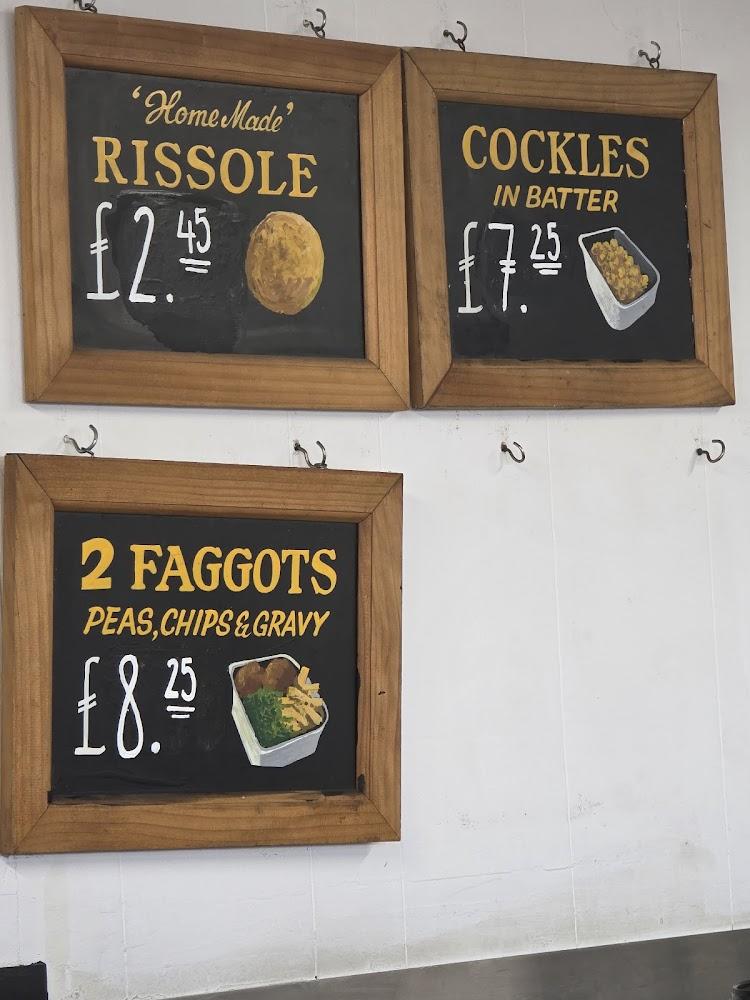 ‘Home Made’
RISSOLE
£2.45
COCKLES
IN BATTER
£7.25
2 FAGGOTS
PEAS, CHIPS & GRAVY
£8.25